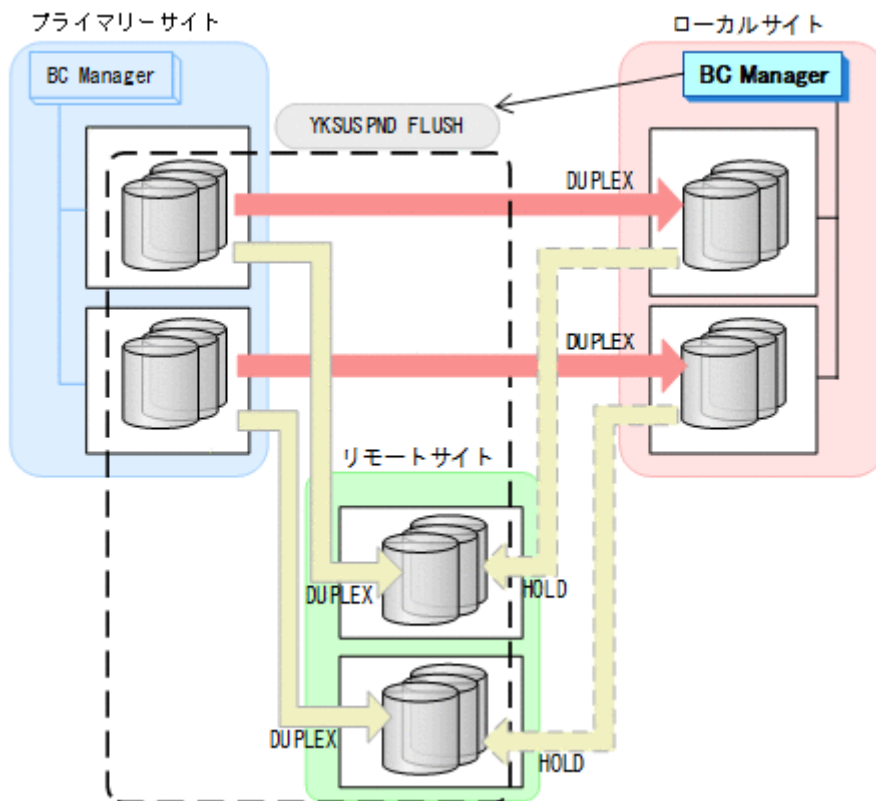 プライマリーサイト
ローカルサイト
BC Manager
BC Manager
YKSUSPND FLUSH
DUPLEX
DUPLEX
リモートサイト
DUPLEX
HOLD
DUPLEX
HOLD